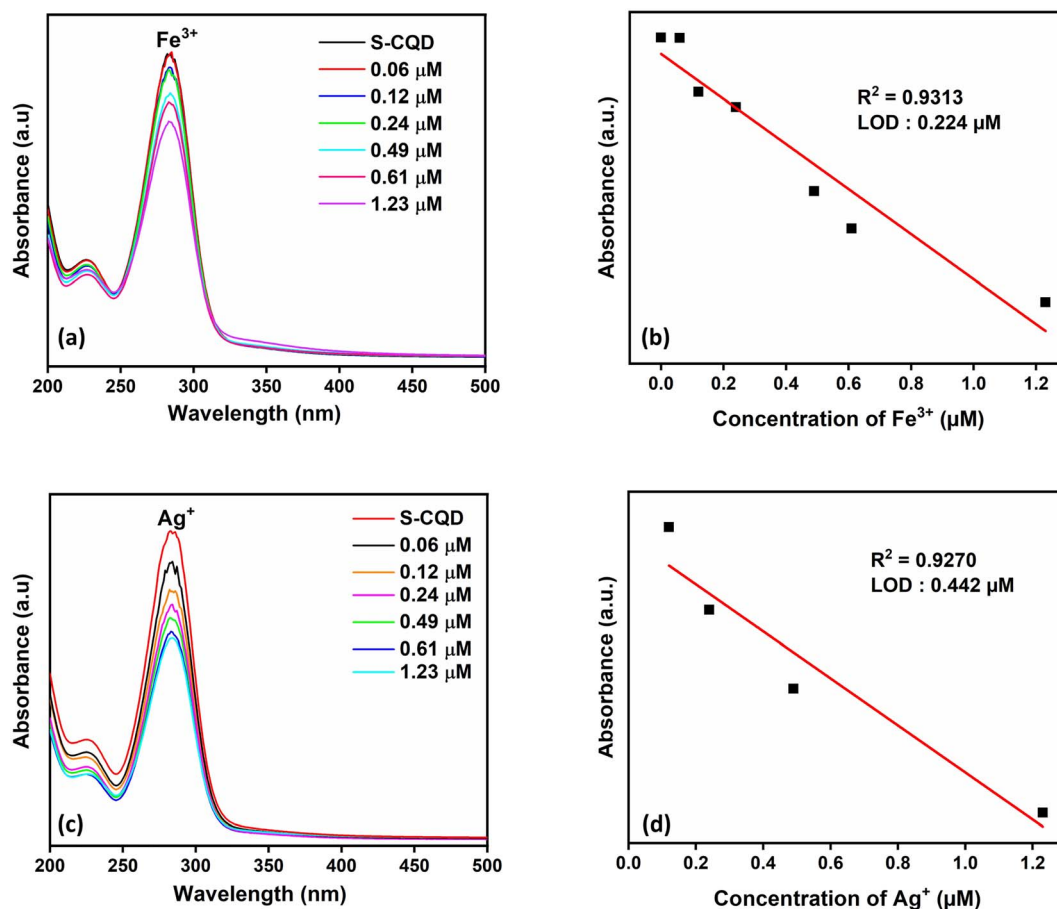 Fe³⁺
S-CQD
0.06 μM
0.12 μM
0.24 μM
0.49 μM
0.61 μM
1.23 μM
Absorbance (a.u)
(a)
200 250 300 350 400 450 500
Wavelength (nm)
R² = 0.9313
LOD : 0.224 μM
Absorbance (a.u.)
(b)
0.0 0.2 0.4 0.6 0.8 1.0 1.2
Concentration of Fe³⁺ (μM)
Ag⁺
S-CQD
0.06 μM
0.12 μM
0.24 μM
0.49 μM
0.61 μM
1.23 μM
Absorbance (a.u)
(c)
200 250 300 350 400 450 500
Wavelength (nm)
R² = 0.9270
LOD : 0.442 μM
Absorbance (a.u.)
(d)
0.0 0.2 0.4 0.6 0.8 1.0 1.2
Concentration of Ag⁺ (μM)